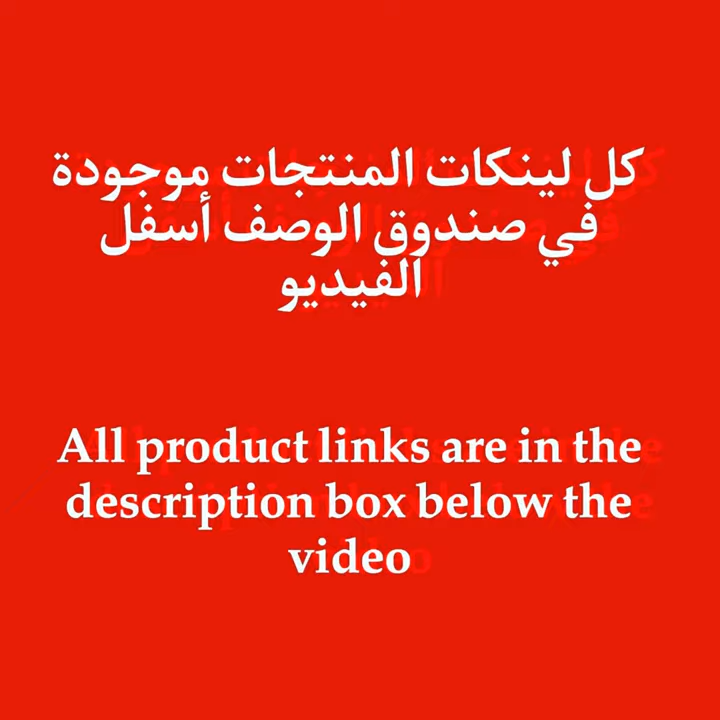 كل لينكات المنتجات موجودة
في صندوق الوصف أسفل
الفيديو
All product links are in the
description box below the
video